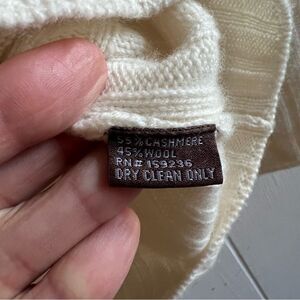 55% CASHMERE
45% WOOL
RN# 159236
DRY CLEAN ONLY